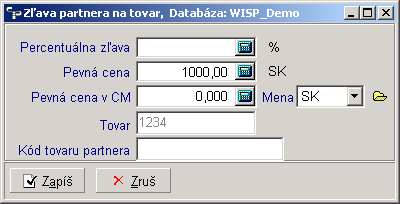 Zľava partnera na tovar, Databáza: WISP_Demo
Percentuálna zľava %
Pevná cena 1000,00 SK
Pevná cena v CM 0,000 Mena SK
Tovar 1234
Kód tovaru partnera
Zapíš Zruš